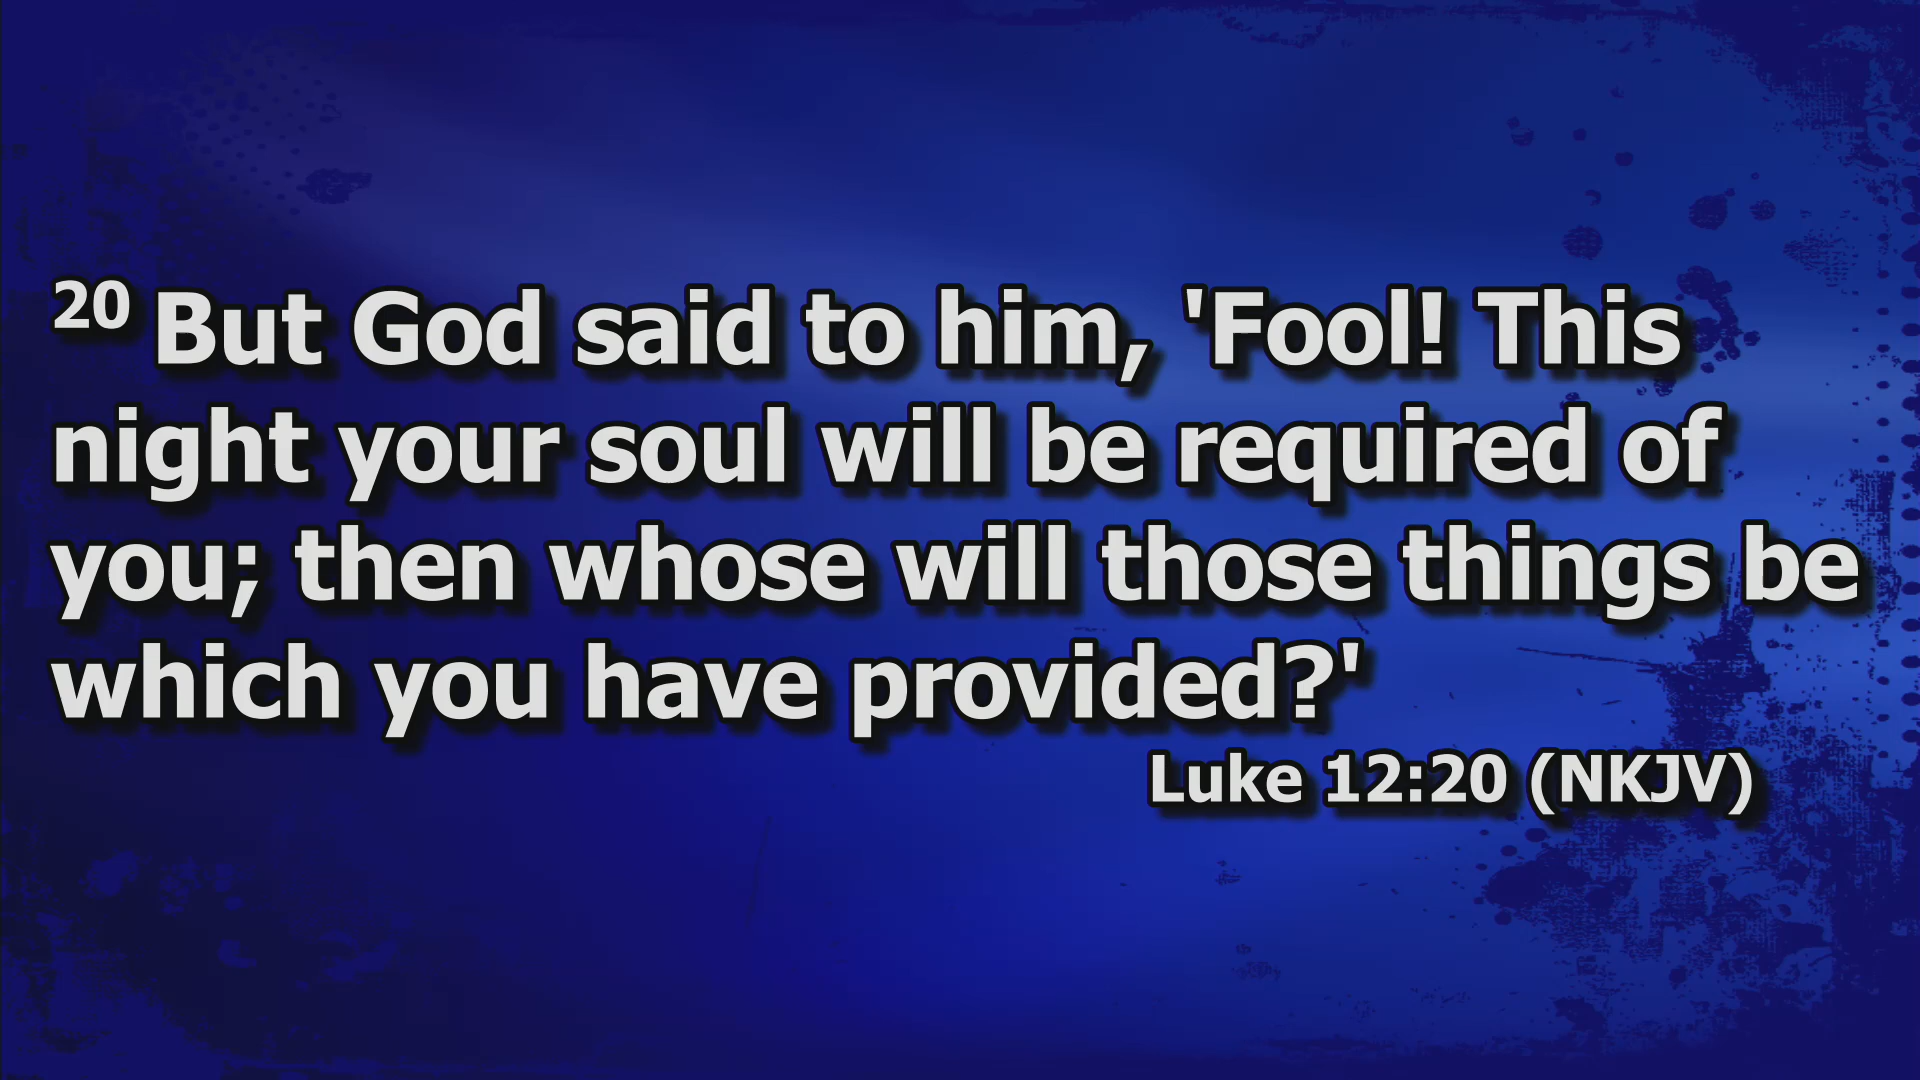 20 But God said to him, 'Fool! This
night your soul will be required of
you; then whose will those things be
which you have provided?'
Luke 12:20 (NKJV)